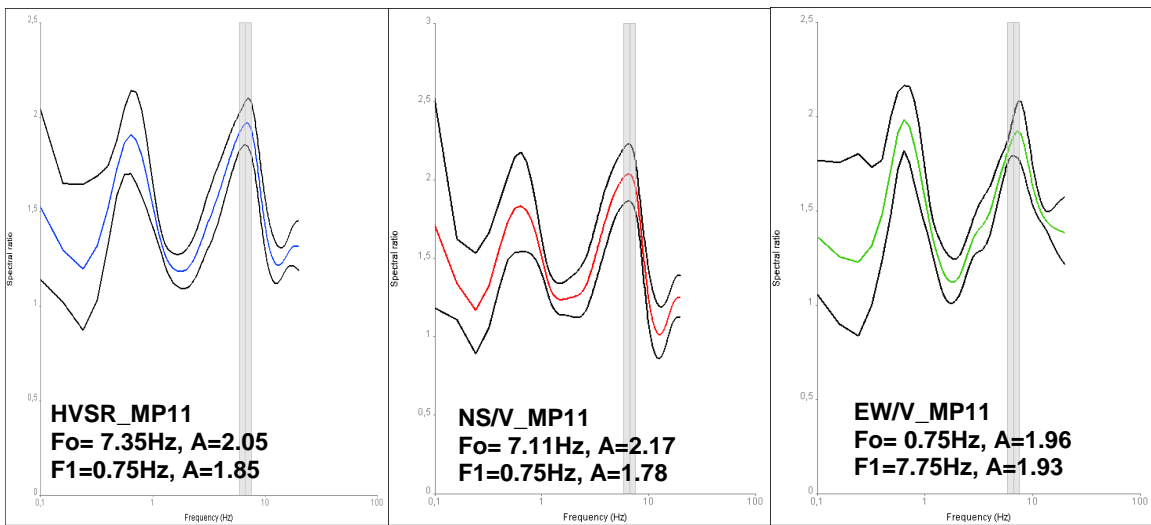 2,5
2
1,5
1
0,5
0
Spectral ratio
0,1
1
10
100
Frequency (Hz)
HVSR_MP11
Fo= 7.35Hz, A=2.05
F1=0.75Hz, A=1.85
3
2,5
2
1,5
1
0,5
0
Spectral ratio
0,1
1
10
100
Frequency (Hz)
NS/V_MP11
Fo= 7.11Hz, A=2.17
F1=0.75Hz, A=1.78
2,5
2
1,5
1
0,5
0
Spectral ratio
0,1
1
10
100
Frequency (Hz)
EW/V_MP11
Fo= 0.75Hz, A=1.96
F1=7.75Hz, A=1.93